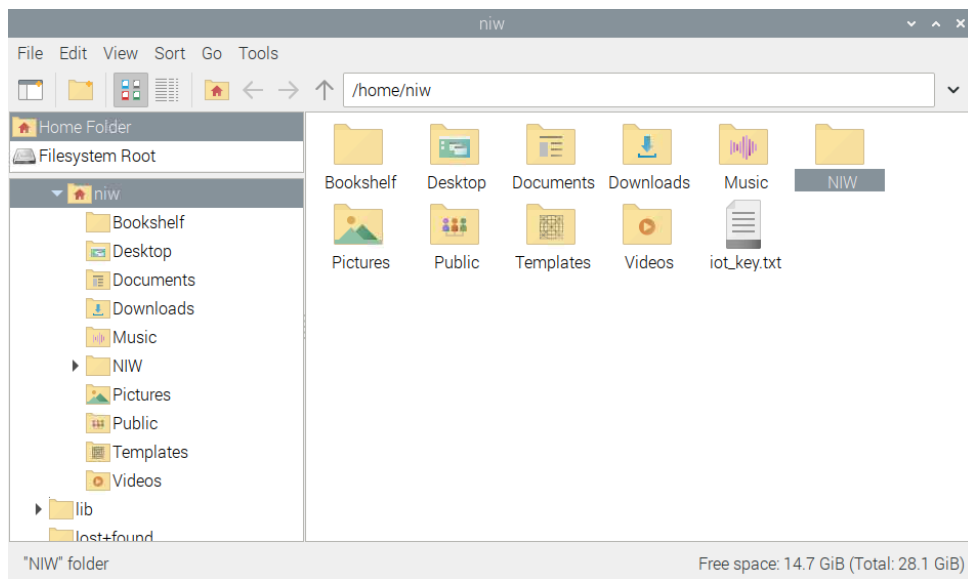 niw
File Edit View Sort Go Tools
/home/niw
Home Folder
Filesystem Root
niw
Bookshelf
Desktop
Documents
Downloads
Music
NIW
Pictures
Public
Templates
Videos
lib
lost+found
Bookshelf Desktop Documents Downloads Music NIW
Pictures Public Templates Videos iot_key.txt
"NIW" folder Free space: 14.7 GiB (Total: 28.1 GiB)